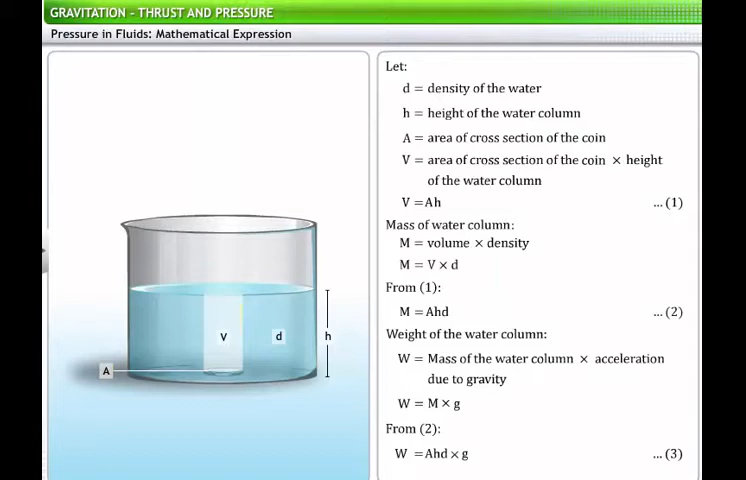 GRAVITATION - THRUST AND PRESSURE
Pressure in Fluids: Mathematical Expression
Let:
d = density of the water
h = height of the water column
A = area of cross section of the coin
V = area of cross section of the coin × height
of the water column
V =Ah ...(1)
Mass of water column:
M = volume × density
M = V × d
From (1):
M = Ahd ...(2)
Weight of the water column:
W = Mass of the water column × acceleration
due to gravity
W = M × g
From (2):
W =Ahd × g ...(3)
V
d
h
A